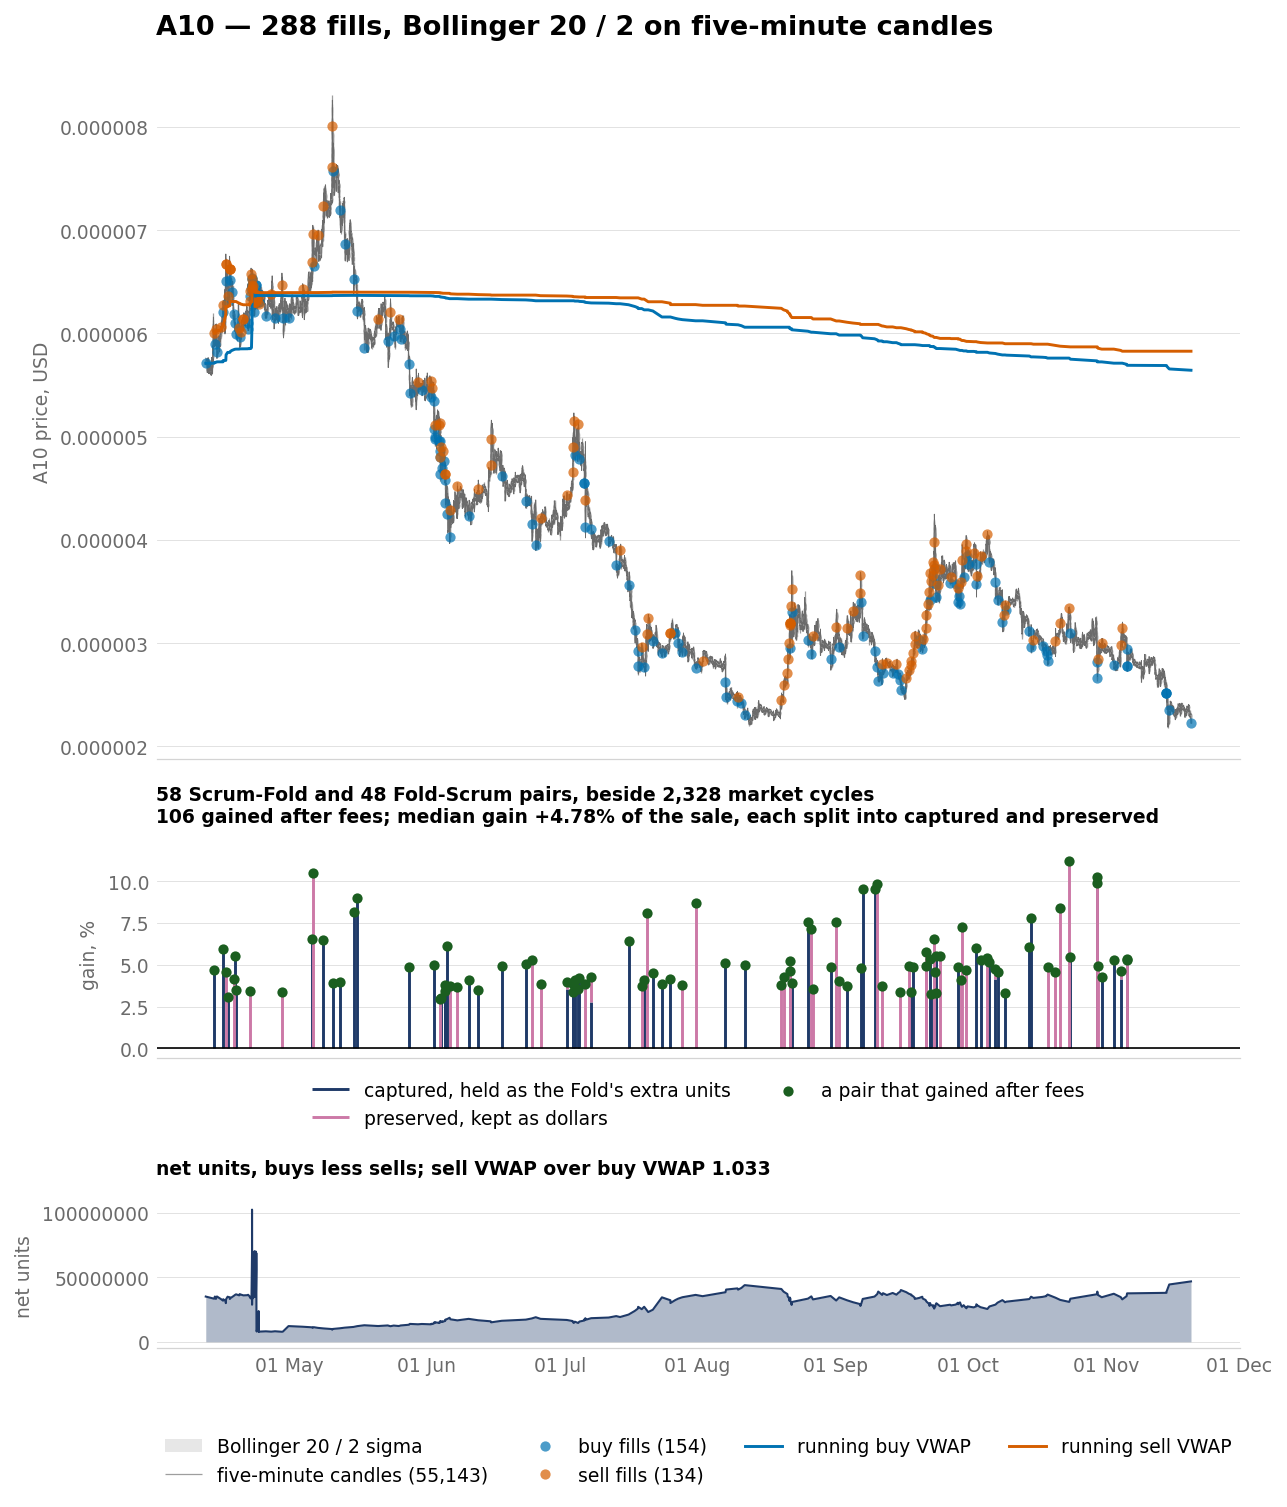 A10 — 288 fills, Bollinger 20 / 2 on five-minute candles
0.000008
0.000007
0.000006
0.000005
0.000004
0.000003
0.000002
A10 price, USD
58 Scrum-Fold and 48 Fold-Scrum pairs, beside 2,328 market cycles
106 gained after fees; median gain +4.78% of the sale, each split into captured and preserved
10.0
7.5
5.0
2.5
0.0
gain, %
captured, held as the Fold's extra units
a pair that gained after fees
preserved, kept as dollars
net units, buys less sells; sell VWAP over buy VWAP 1.033
100000000
50000000
0
net units
01 May
01 Jun
01 Jul
01 Aug
01 Sep
01 Oct
01 Nov
01 Dec
Bollinger 20 / 2 sigma
buy fills (154)
running buy VWAP
running sell VWAP
five-minute candles (55,143)
sell fills (134)